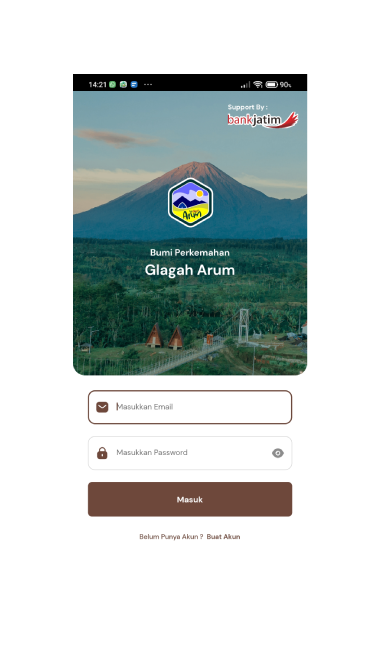 14:21
90%
Support By :
bankjatim
Arum
Bumi Perkemahan
Glagah Arum
Masukkan Email
Masukkan Password
Masuk
Belum Punya Akun ? Buat Akun